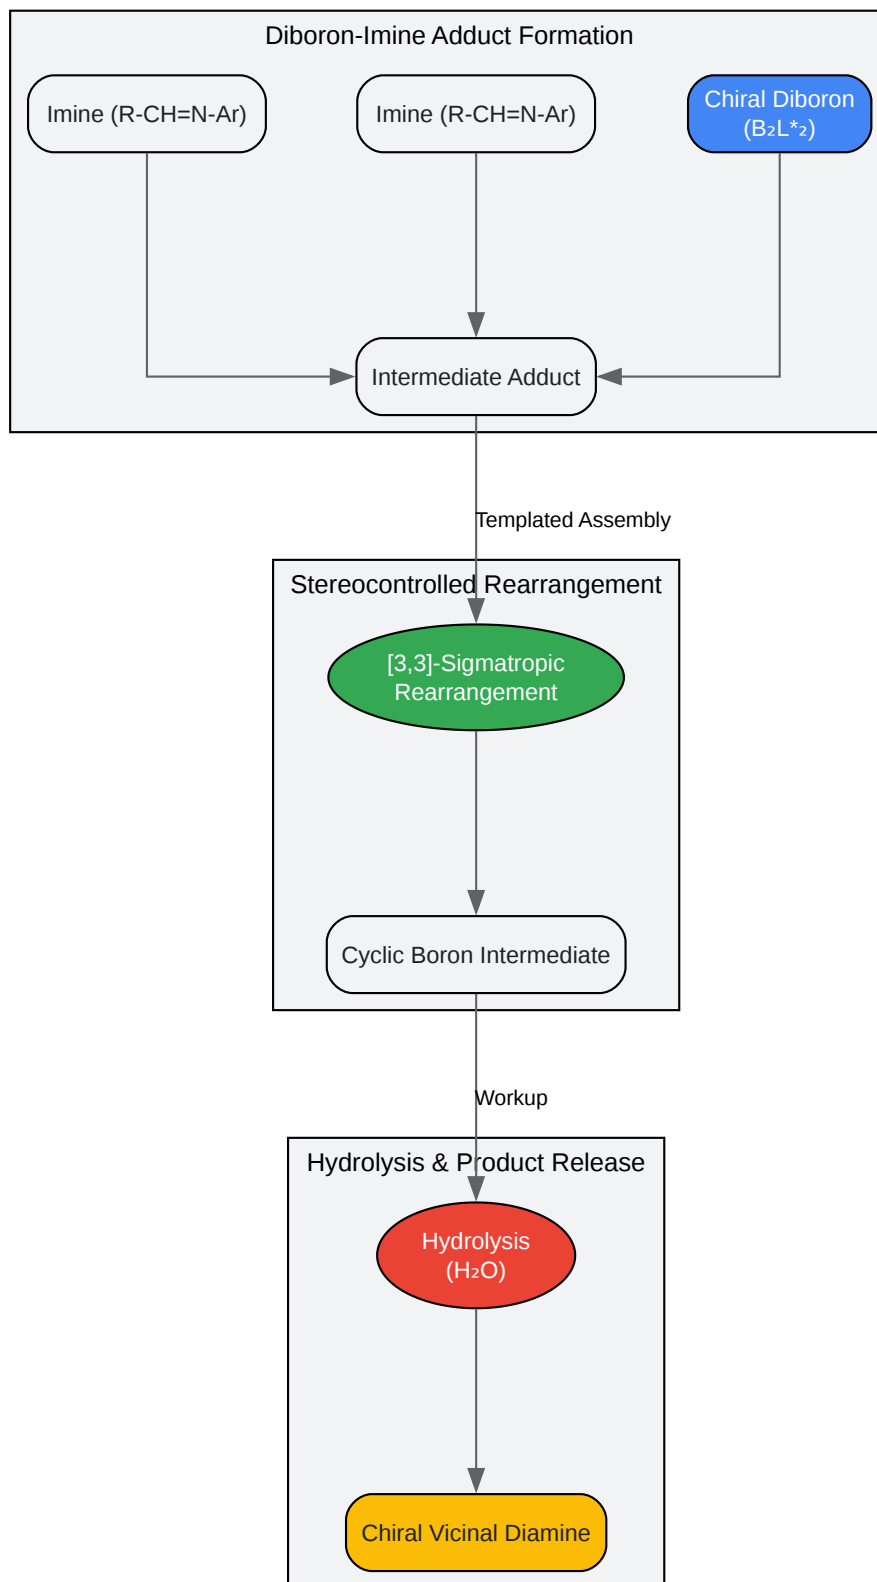 Diboron-Imine Adduct Formation
Imine (R-CH=N-Ar)
Imine (R-CH=N-Ar)
Chiral Diboron
(B₂L*₂)
Intermediate Adduct
Templated Assembly
Stereocontrolled Rearrangement
[3,3]-Sigmatropic
Rearrangement
Cyclic Boron Intermediate
Workup
Hydrolysis & Product Release
Hydrolysis
(H₂O)
Chiral Vicinal Diamine